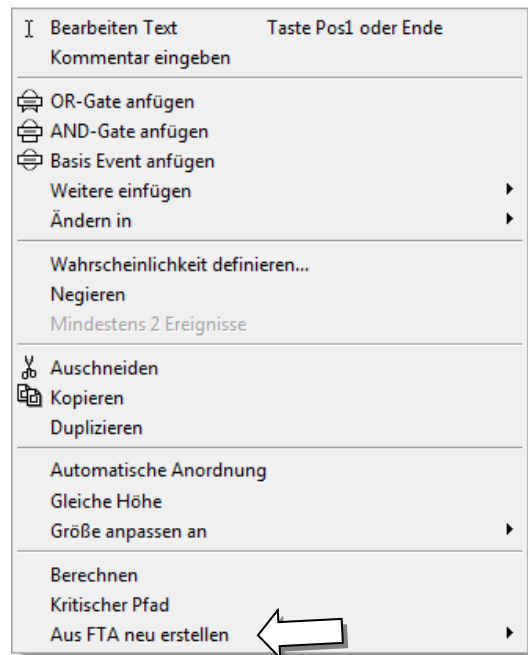 Bearbeiten Text Taste Pos1 oder Ende
Kommentar eingeben
OR-Gate anfügen
AND-Gate anfügen
Basis Event anfügen
Weitere einfügen
Ändern in
Wahrscheinlichkeit definieren...
Negieren
Mindestens 2 Ereignisse
Auschneiden
Kopieren
Duplizieren
Automatische Anordnung
Gleiche Höhe
Größe anpassen an
Berechnen
Kritischer Pfad
Aus FTA neu erstellen